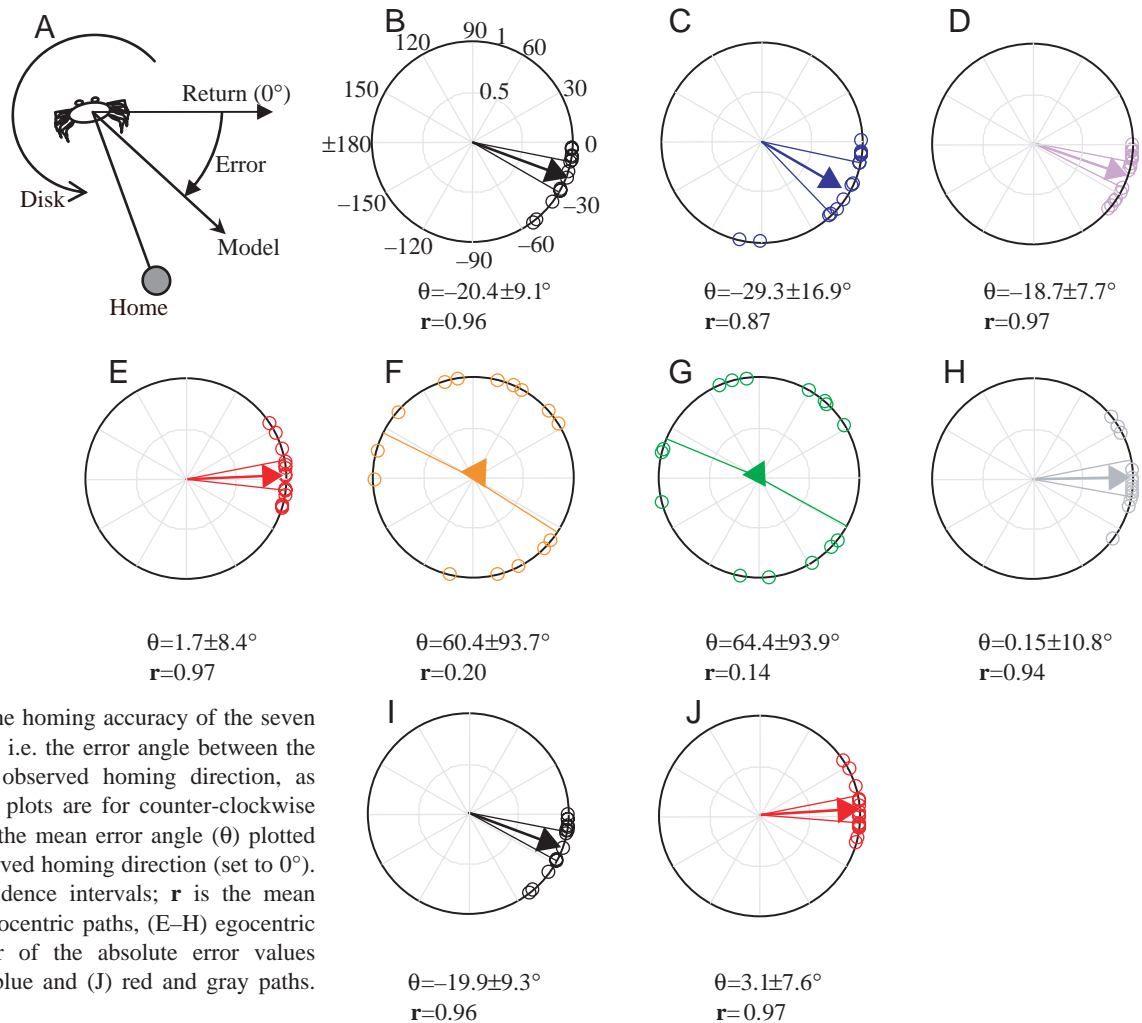 A
Return (0°)
Error
Disk
Model
Home
B
90
1
120
60
0.5
150
30
±180
0
–150
–30
–120
–60
–90
θ=–20.4±9.1°
r=0.96
C
θ=–29.3±16.9°
r=0.87
D
θ=–18.7±7.7°
r=0.97
E
θ=1.7±8.4°
r=0.97
F
θ=60.4±93.7°
r=0.20
G
θ=64.4±93.9°
r=0.14
H
θ=0.15±10.8°
r=0.94
he homing accuracy of the seven
i.e. the error angle between the
observed homing direction, as
plots are for counter-clockwise
the mean error angle (θ) plotted
rved homing direction (set to 0°).
idence intervals; r is the mean
ocentric paths, (E–H) egocentric
r of the absolute error values
blue and (J) red and gray paths.
I
θ=–19.9±9.3°
r=0.96
J
θ=3.1±7.6°
r=0.97